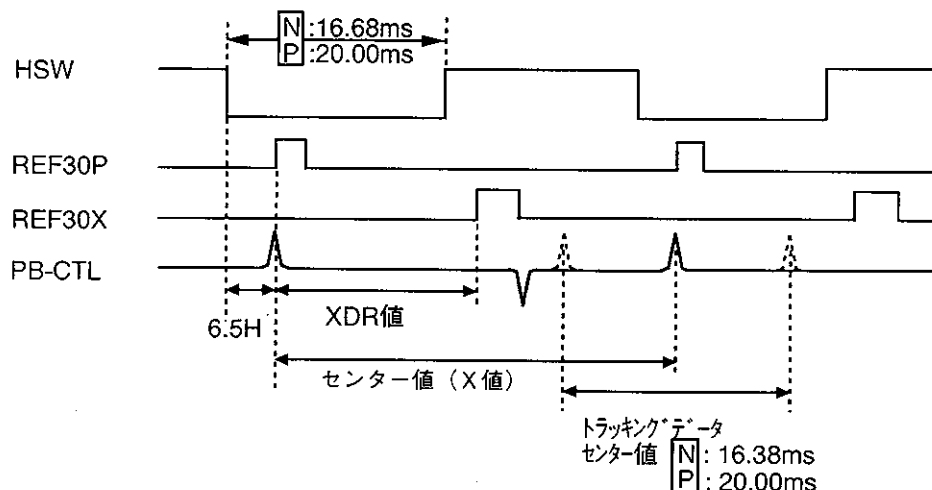 N:16.68ms
P:20.00ms
HSW
REF30P
REF30X
PB-CTL
6.5H
XDR値
センター値（X値）
トラッキングデータ
センター値 N:16.38ms
P:20.00ms